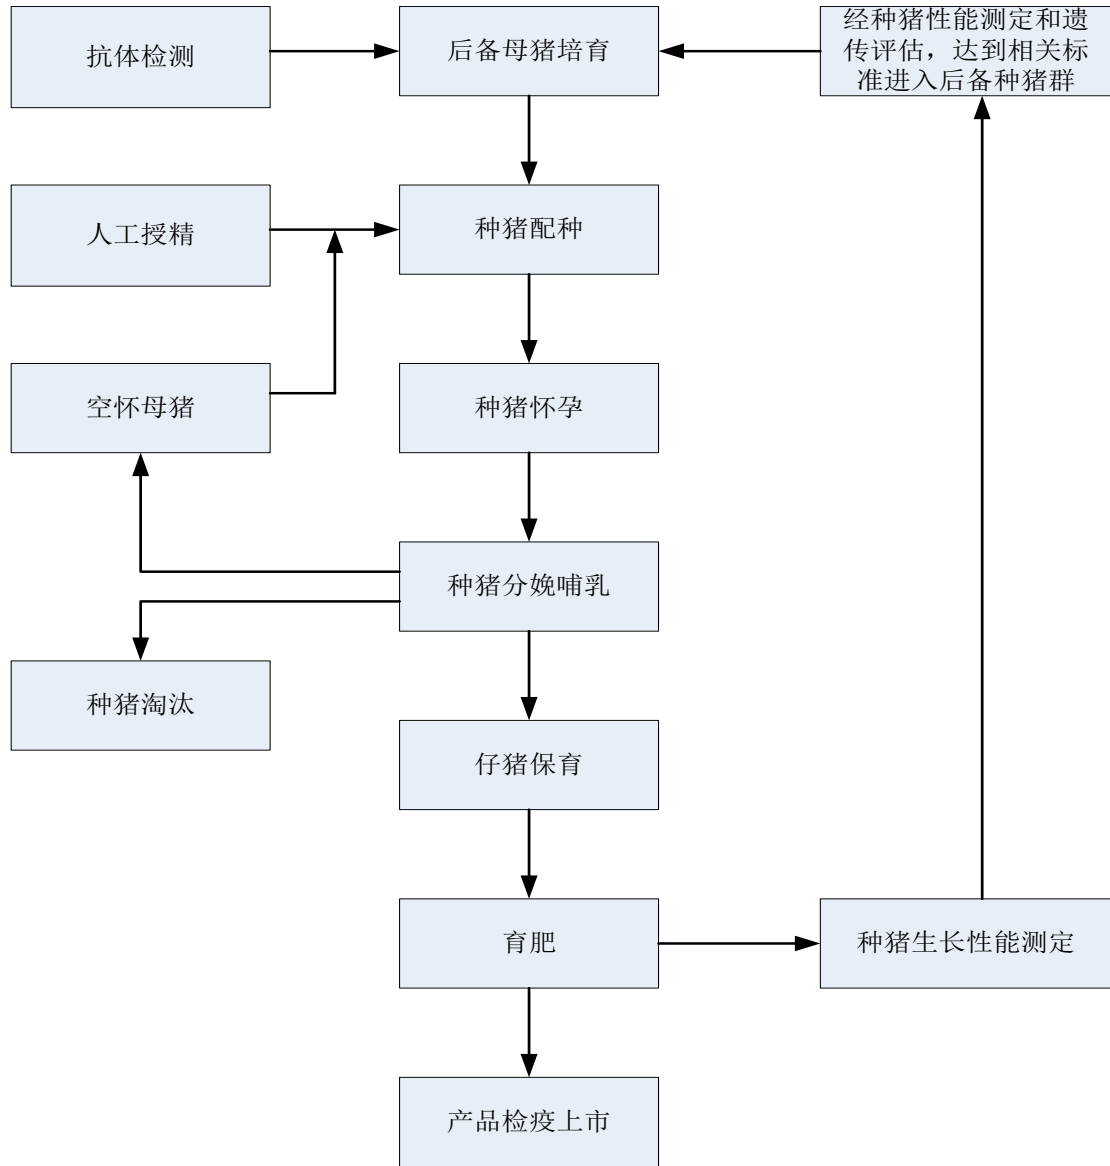 抗体检测
后备母猪培育
经种猪性能测定和遗
传评估，达到相关标
准进入后备种猪群
人工授精
种猪配种
空怀母猪
种猪怀孕
种猪分娩哺乳
种猪淘汰
仔猪保育
育肥
种猪生长性能测定
产品检疫上市